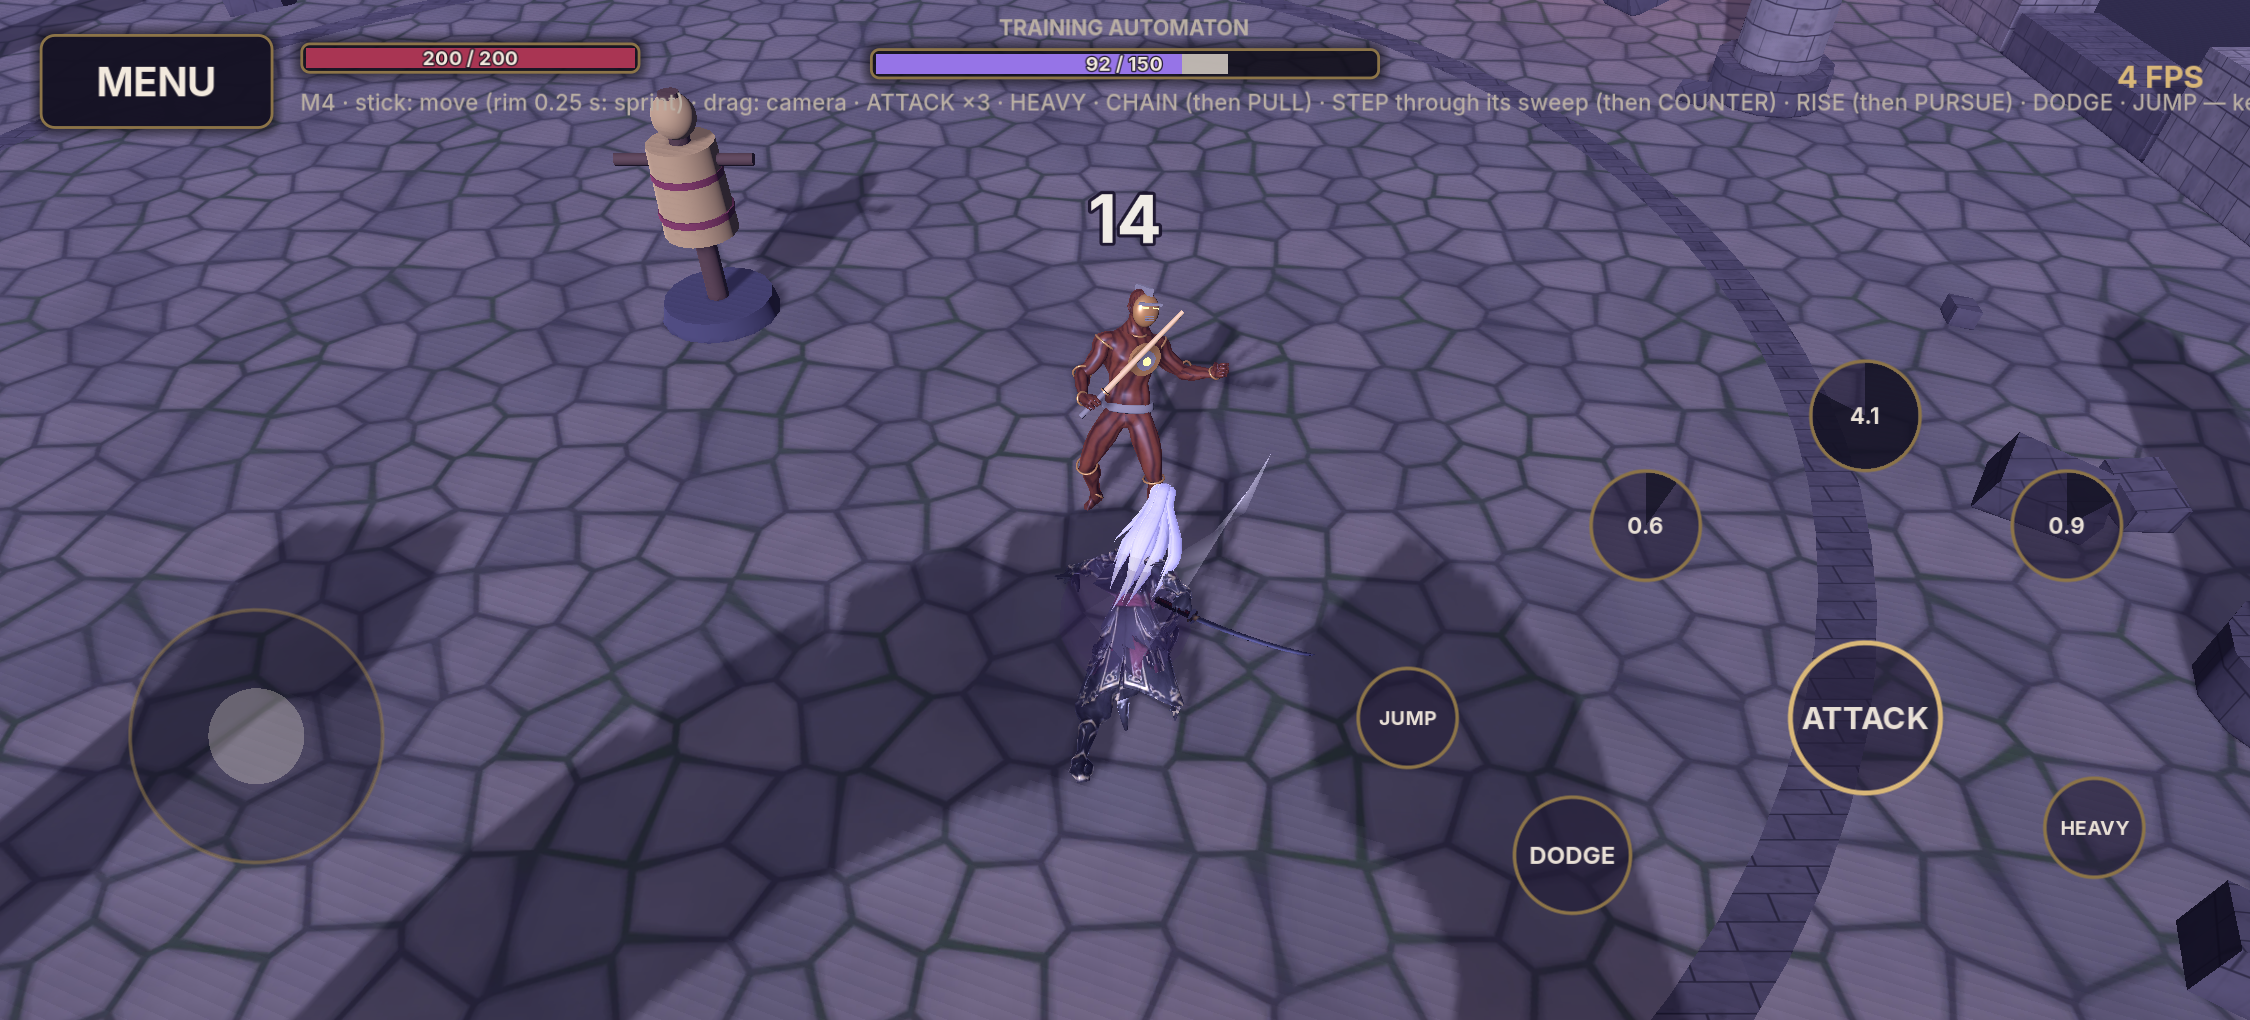 TRAINING AUTOMATON
MENU
200 / 200
92 / 150
4 FPS
M4 · stick: move (rim 0.25 s: sprint) · drag: camera · ATTACK ×3 · HEAVY · CHAIN (then PULL) · STEP through its sweep (then COUNTER) · RISE (then PURSUE) · DODGE · JUMP — ke
14
4.1
0.6
0.9
JUMP
ATTACK
HEAVY
DODGE